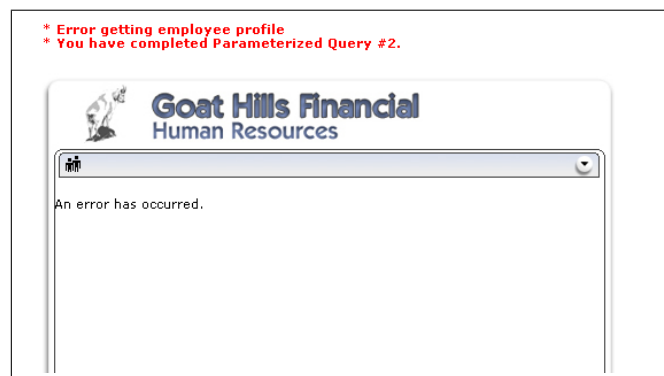 * Error getting employee profile
* You have completed Parameterized Query #2.
Goat Hills Financial
Human Resources
An error has occurred.